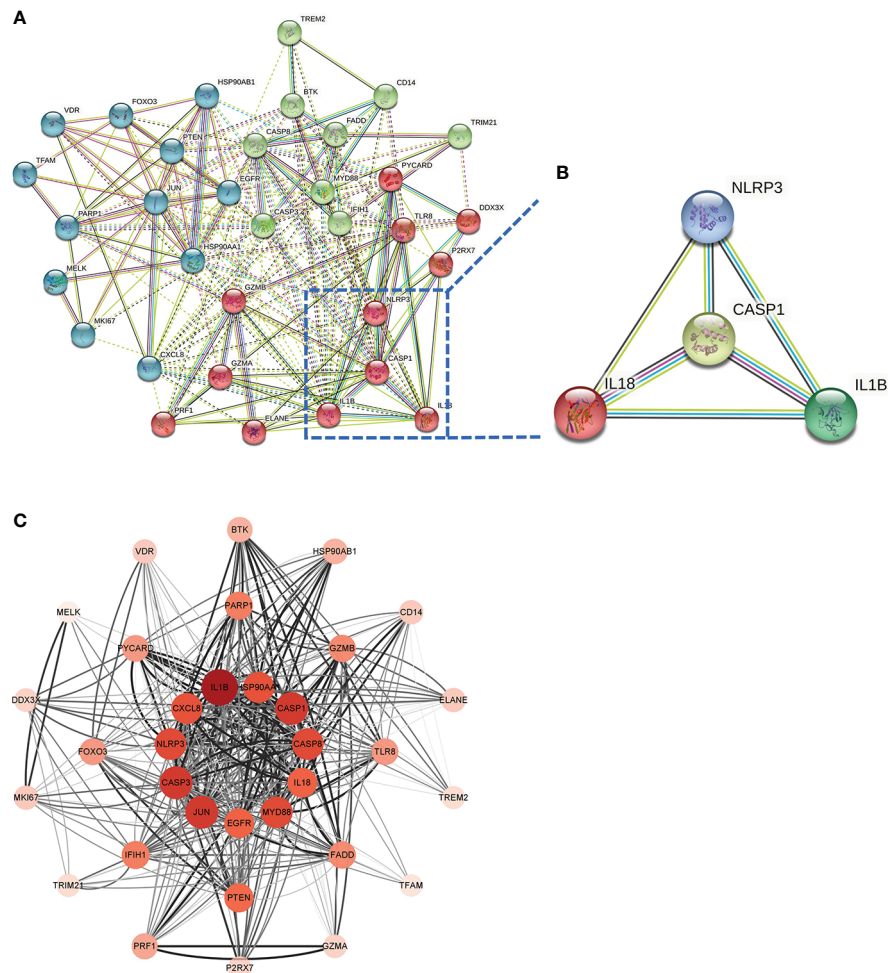 A
TREM2
HSP90AB1
CD14
BTK
FOXO3
VDR
FADD
TRIM21
CASP8
PTEN
TFAM
PYCARD
EGFR
MYD88
JUN
PARP1
CASP3
IFIH1
TLR8
DDX3X
HSP90AA1
P2RX7
MELK
GZMB
NLRP3
MKI67
CXCL8
GZMA
CASP1
PRF1
ELANE
IL1B
IL18
B
NLRP3
CASP1
IL18
IL1B
C
BTK
VDR
HSP90AB1
MELK
PARP1
CD14
PYCARD
GZMB
IL1B
HSP90AA
DDX3X
CXCL8
CASP1
ELANE
FOXO3
NLRP3
CASP8
TLR8
MKI67
CASP3
IL18
TREM2
JUN
EGFR
MYD88
IFIH1
FADD
TRIM21
PTEN
TFAM
PRF1
P2RX7
GZMA